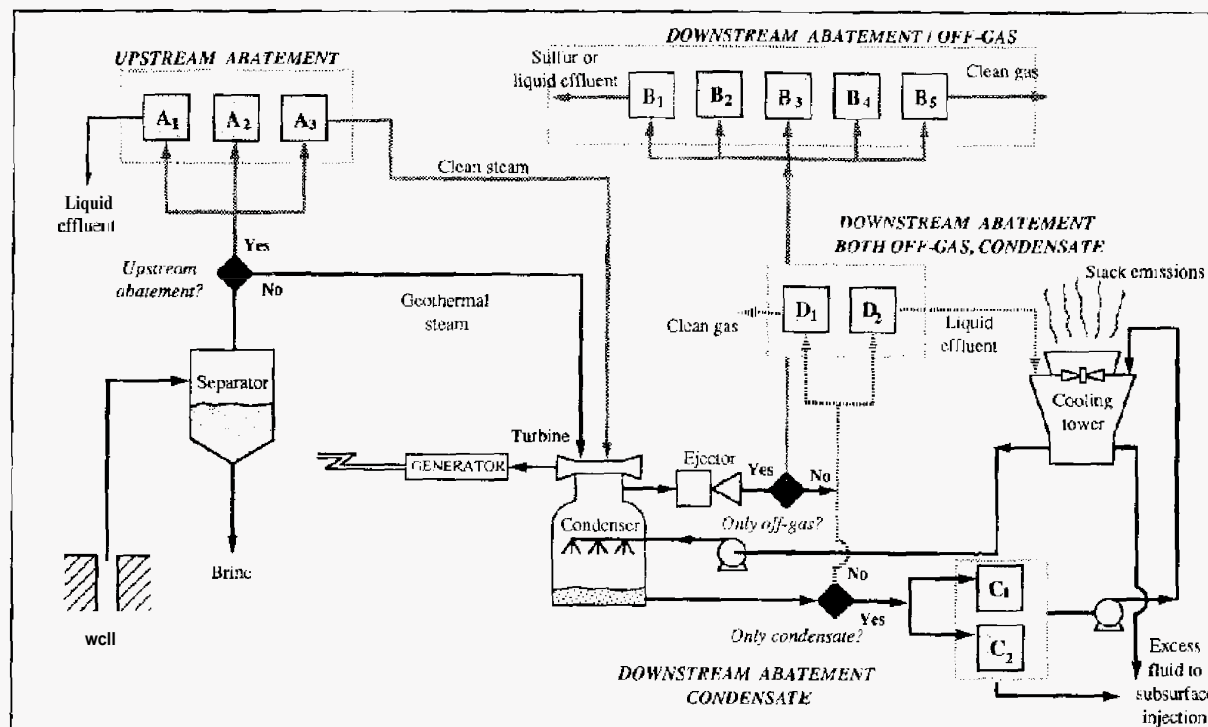 DOWNSTREAM ABATEMENT / OFF-GAS
UPSTREAM ABATEMENT
Sulfur or
liquid effluent
Clean gas
B1
B2
B3
B4
B5
A1
A2
A3
Clean steam
Liquid
effluent
Yes
Upstream
abatement?
No
Geothermal
steam
DOWNSTREAM ABATEMENT
BOTH OFF-GAS, CONDENSATE
Stack emissions
D1
D2
Clean gas
Liquid
effluent
Separator
Cooling
tower
Turbine
GENERATOR
Ejector
Yes
No
Only off-gas?
Condenser
Brine
well
No
Yes
Only condensate?
C1
C2
DOWNSTREAM ABATEMENT
CONDENSATE
Excess
fluid to
subsurface
injection